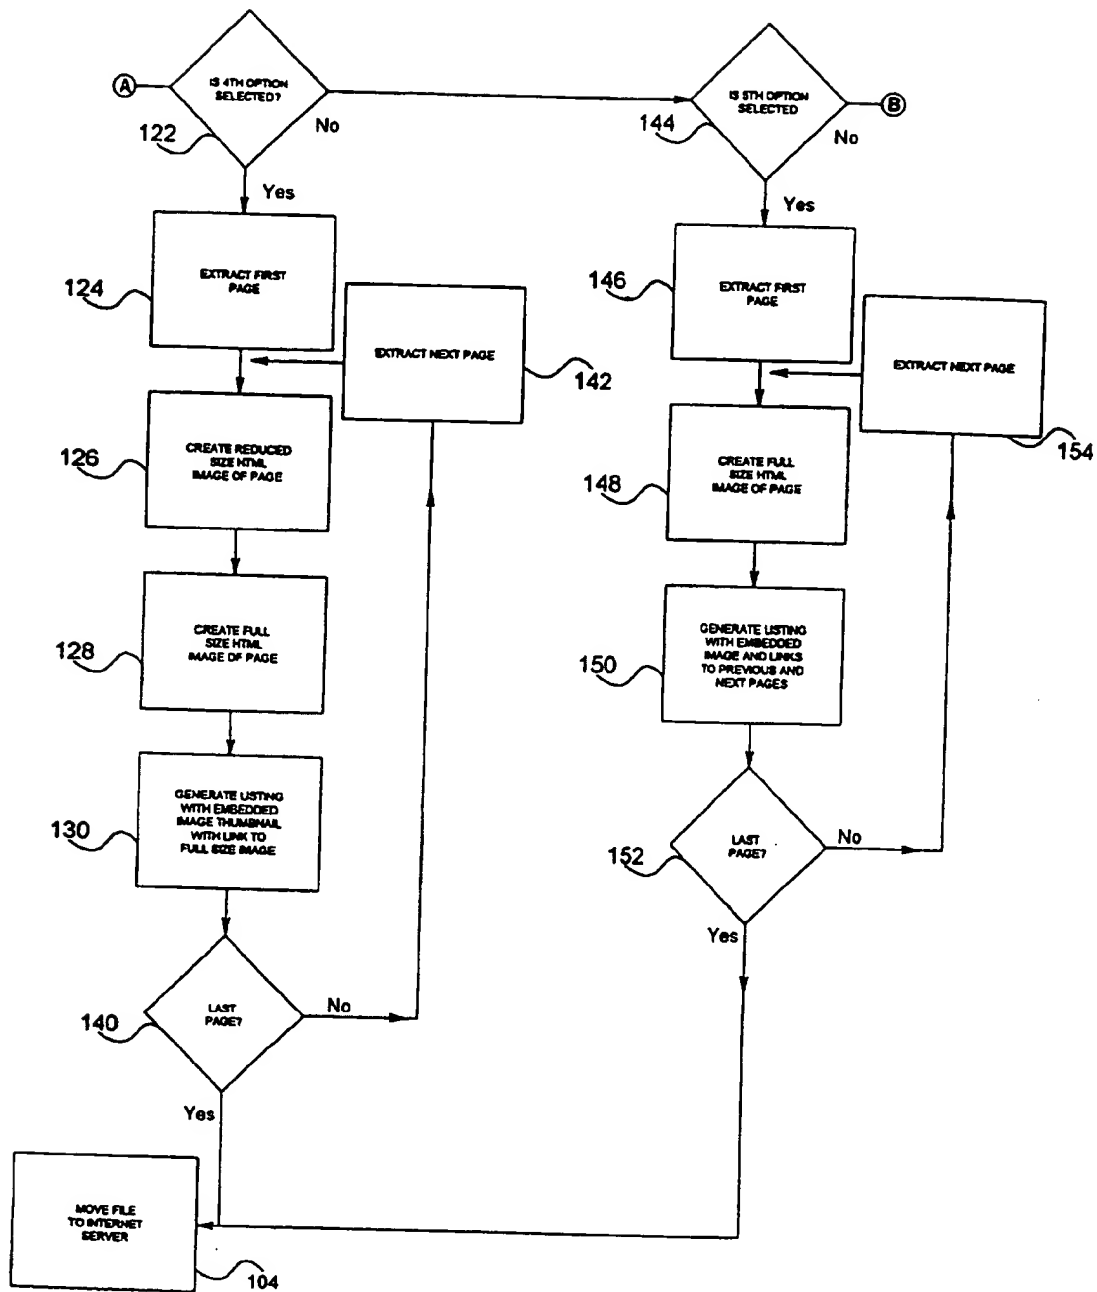 A
IS 4TH OPTION
SELECTED?
122
No
Yes
IS 5TH OPTION
SELECTED
144
B
No
Yes
EXTRACT FIRST
PAGE
124
EXTRACT NEXT PAGE
142
CREATE REDUCED
SIZE HTML
IMAGE OF PAGE
126
CREATE FULL
SIZE HTML
IMAGE OF PAGE
128
GENERATE LISTING
WITH EMBEDDED
IMAGE THUMBNAIL
WITH LINK TO
FULL SIZE IMAGE
130
LAST
PAGE?
140
No
Yes
EXTRACT FIRST
PAGE
146
EXTRACT NEXT PAGE
154
CREATE FULL
SIZE HTML
IMAGE OF PAGE
148
GENERATE LISTING
WITH EMBEDDED
IMAGE AND LINKS
TO PREVIOUS AND
NEXT PAGES
150
LAST
PAGE?
152
No
Yes
MOVE FILE
TO INTERNET
SERVER
104